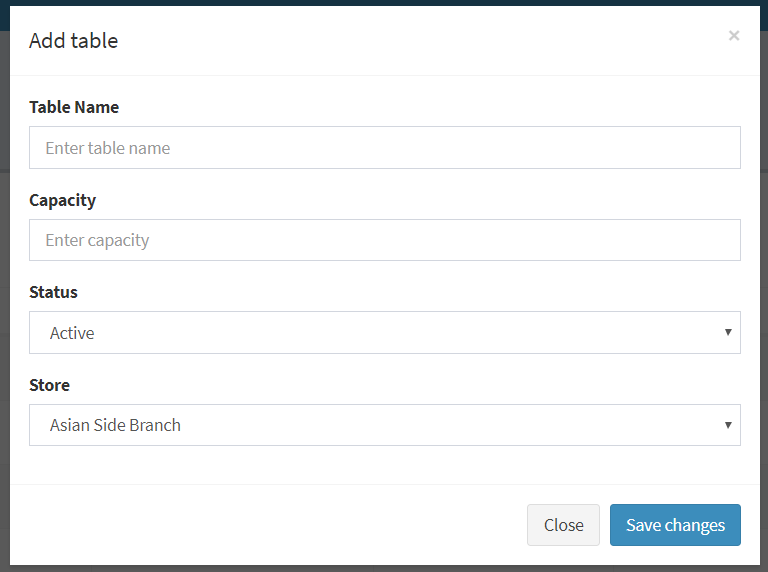 Add table
×
Table Name
Enter table name
Capacity
Enter capacity
Status
Active
Store
Asian Side Branch
Close
Save changes